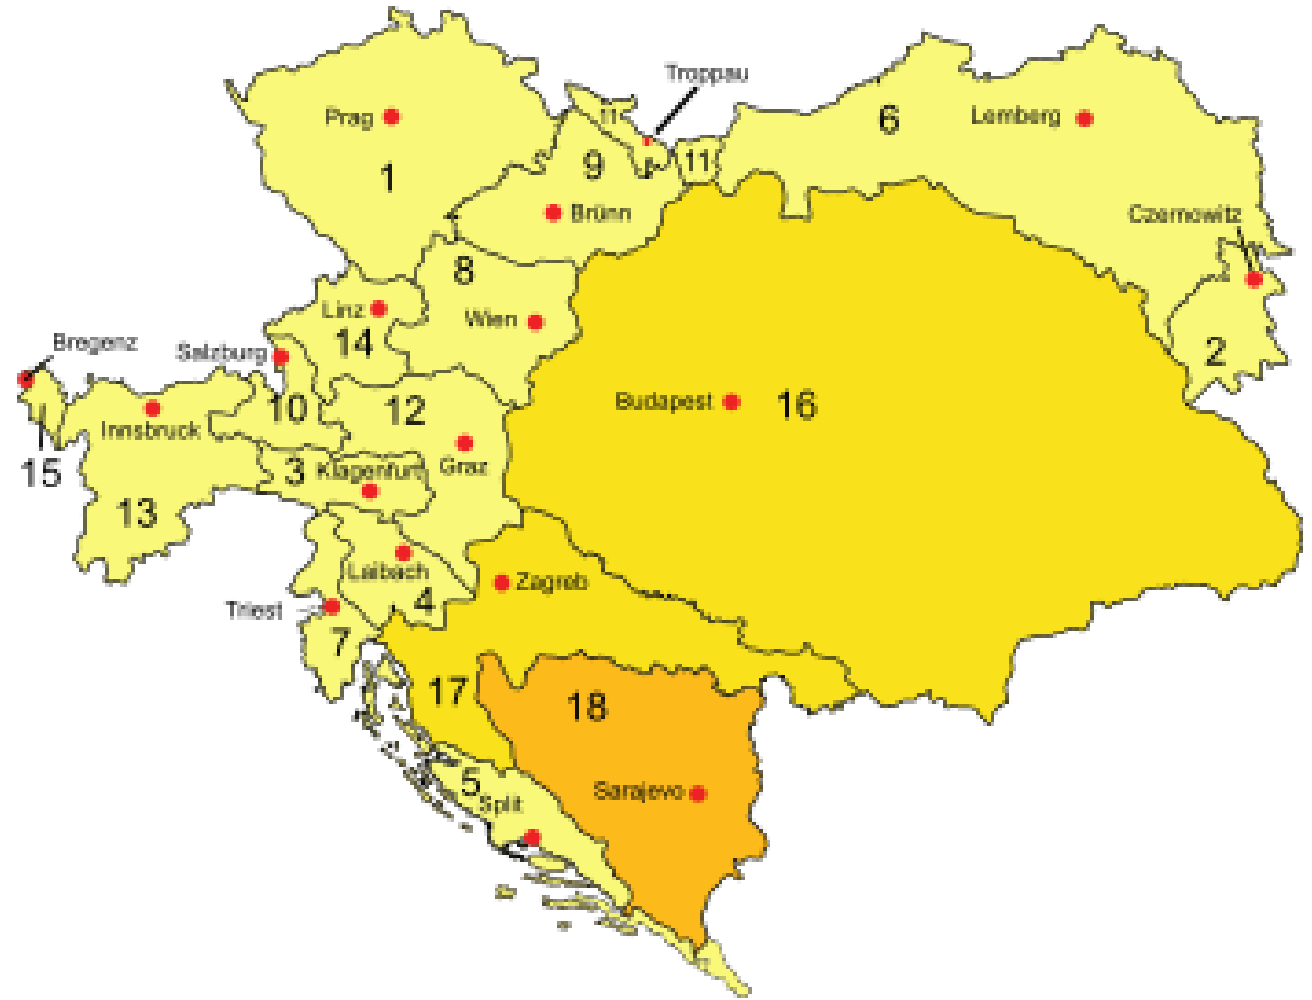 Troppau
Prag
11
6
Lemberg
1
9
11
Brünn
Czernowitz
8
Linz
Wien
14
Bregenz
Salzburg
2
10
12
Budapest
16
Innsbruck
15
3
Klagenfurt
Graz
13
Laibach
Zagreb
4
Triest
7
17
18
5
Split
Sarajevo